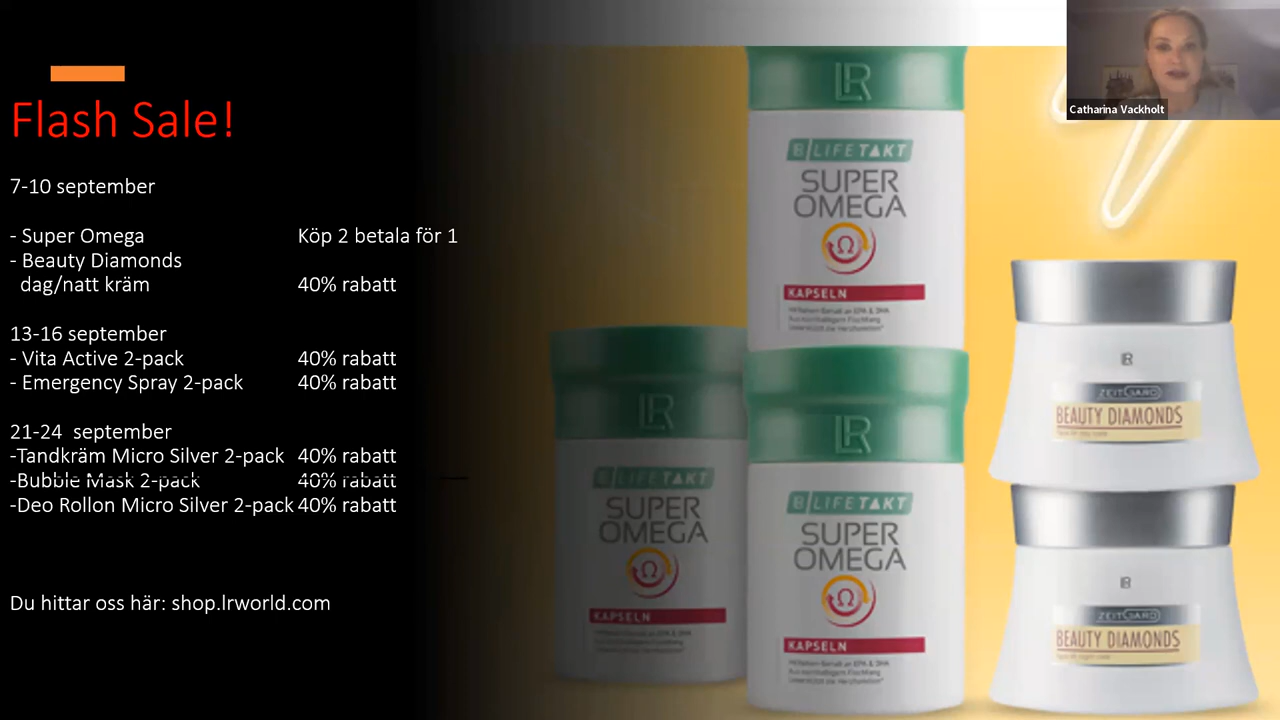 Flash Sale!
7-10 september
- Super Omega Köp 2 betala för 1
- Beauty Diamonds
dag/natt kräm 40% rabatt
13-16 september
- Vita Active 2-pack 40% rabatt
- Emergency Spray 2-pack 40% rabatt
21-24 september
-Tandkräm Micro Silver 2-pack 40% rabatt
-Bubble Mask 2-pack 40% rabatt
-Deo Rollon Micro Silver 2-pack 40% rabatt
Du hittar oss här: shop.lrworld.com
Catharina Vackholt
LR
LIFETAKT
SUPER
OMEGA
Ω
KAPSELN
LR
LIFETAKT
SUPER
OMEGA
Ω
KAPSELN
LR
LIFETAKT
SUPER
OMEGA
Ω
KAPSELN
LR
ZEITGARD
BEAUTY DIAMONDS
LR
ZEITGARD
BEAUTY DIAMONDS